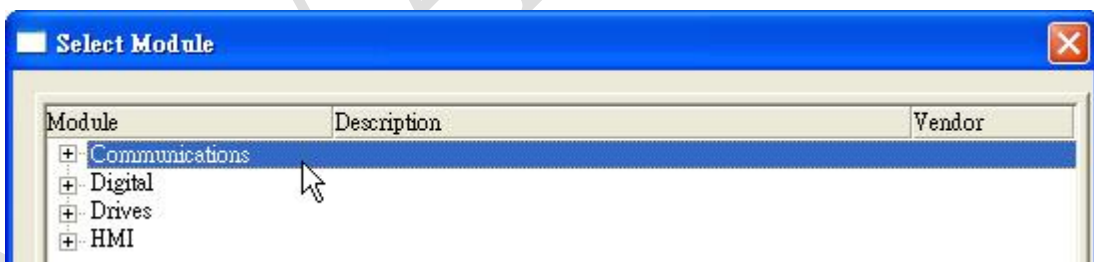 Select Module
Module Description Vendor
Communications
Digital
Drives
HMI